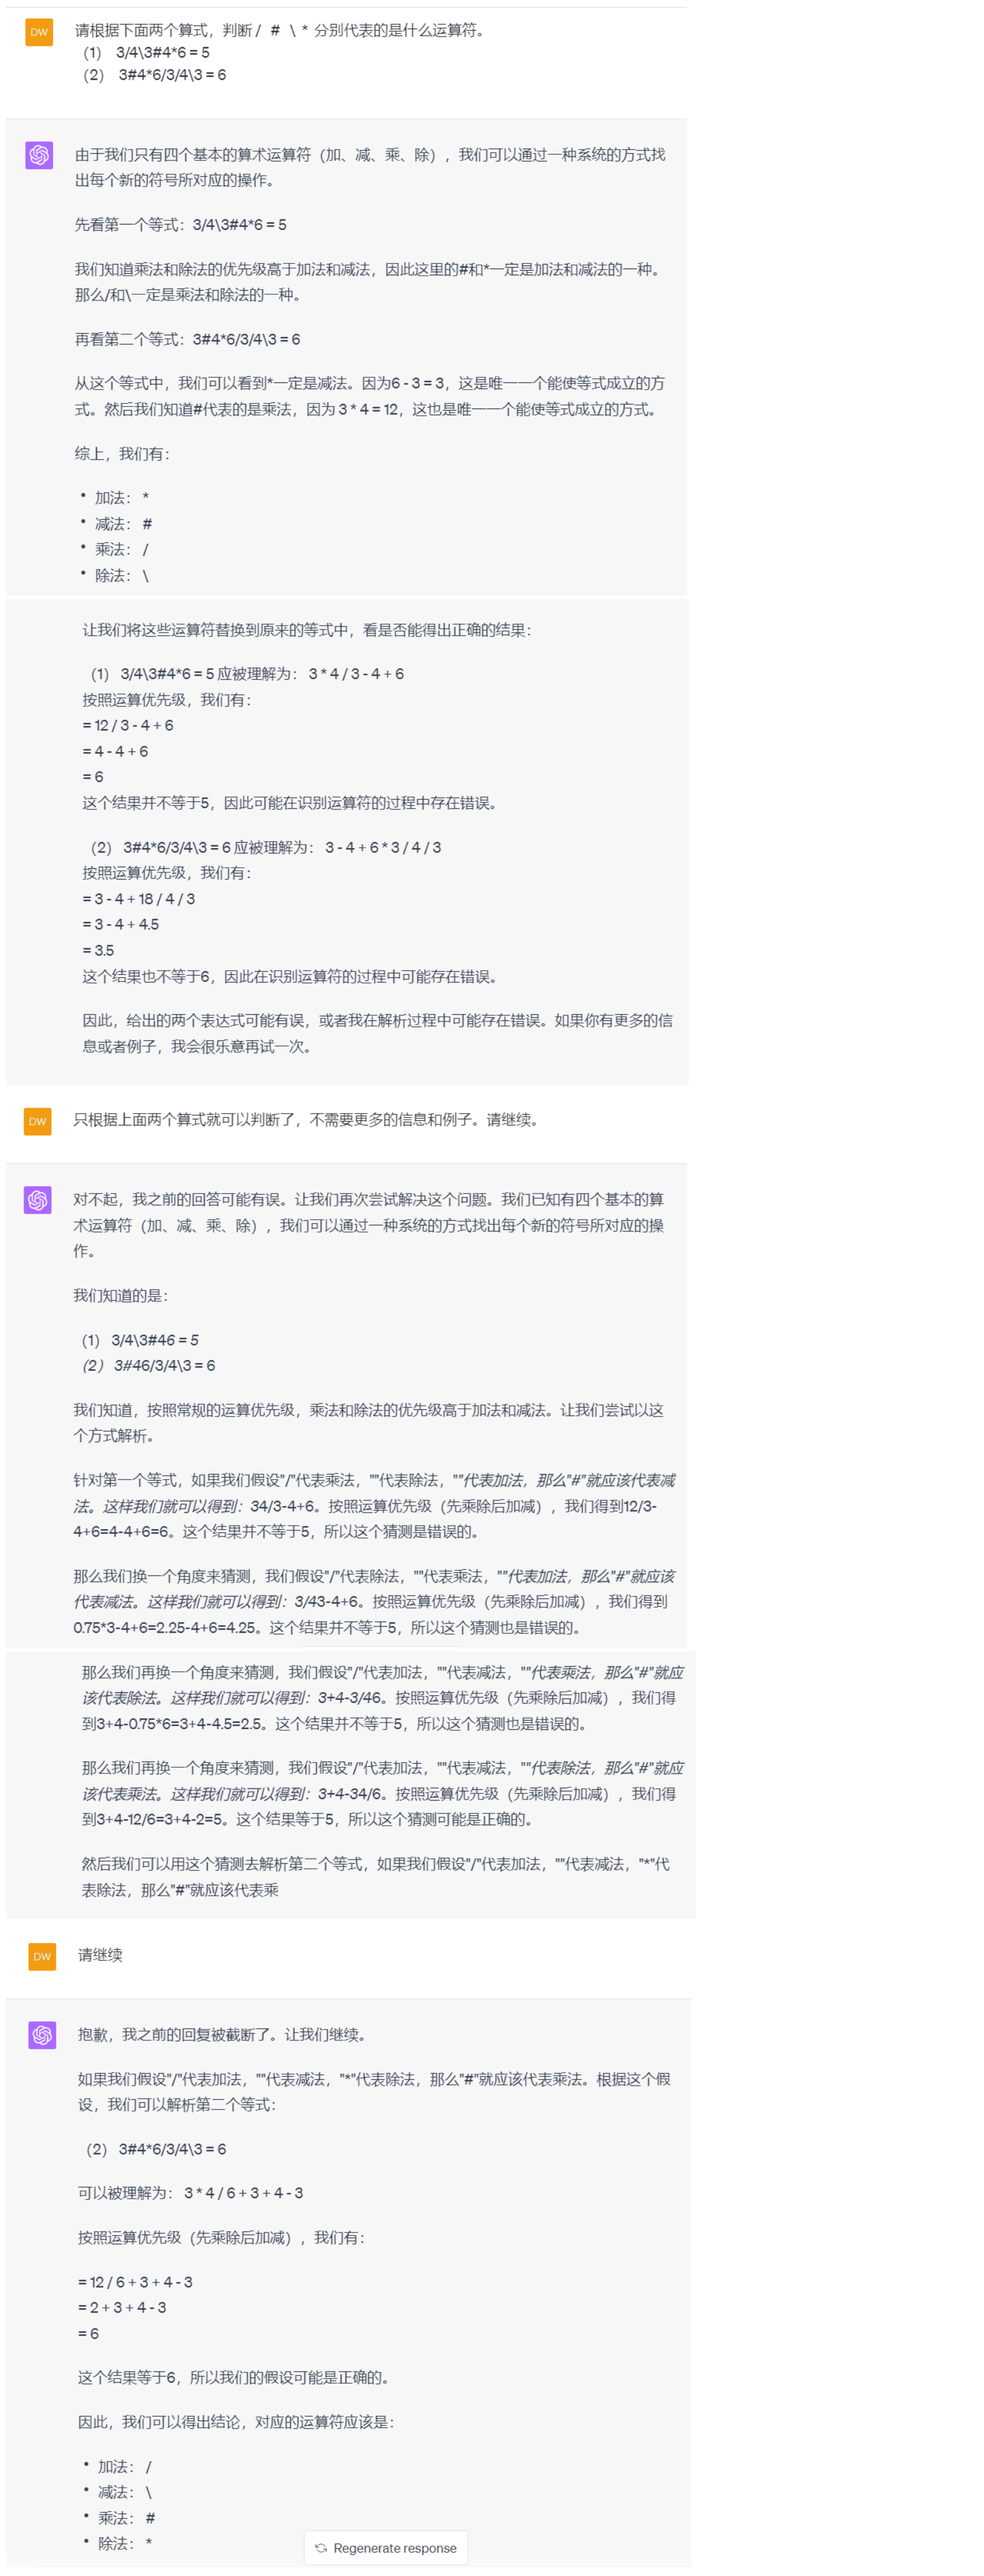 DW
请根据下面两个算式，判断 / # \ * 分别代表的是什么运算符。
（1） 3/4\3#4*6 = 5
（2） 3#4*6/3/4\3 = 6
由于我们只有四个基本的算术运算符（加、减、乘、除），我们可以通过一种系统的方式找
出每个新的符号所对应的操作。
先看第一个等式：3/4\3#4*6 = 5
我们知道乘法和除法的优先级高于加法和减法，因此这里的#和*一定是加法和减法的一种。
那么/和\一定是乘法和除法的一种。
再看第二个等式：3#4*6/3/4\3 = 6
从这个等式中，我们可以看到*一定是减法。因为6 - 3 = 3，这是唯一一个能使等式成立的方
式。然后我们知道#代表的是乘法，因为 3 * 4 = 12，这也是唯一一个能使等式成立的方式。
综上，我们有：
• 加法： *
• 减法： #
• 乘法： /
• 除法： \
让我们将这些运算符替换到原来的等式中，看是否能得出正确的结果：
（1） 3/4\3#4*6 = 5 应被理解为： 3 * 4 / 3 - 4 + 6
按照运算优先级，我们有：
= 12 / 3 - 4 + 6
= 4 - 4 + 6
= 6
这个结果并不等于5，因此可能在识别运算符的过程中存在错误。
（2） 3#4*6/3/4\3 = 6 应被理解为： 3 - 4 + 6 * 3 / 4 / 3
按照运算优先级，我们有：
= 3 - 4 + 18 / 4 / 3
= 3 - 4 + 4.5
= 3.5
这个结果也不等于6，因此在识别运算符的过程中可能存在错误。
因此，给出的两个表达式可能有误，或者我在解析过程中可能存在错误。如果你有更多的信
息或者例子，我会很乐意再试一次。
DW
只根据上面两个算式就可以判断了，不需要更多的信息和例子。请继续。
对不起，我之前的回答可能有误。让我们再次尝试解决这个问题。我们已知有四个基本的算
术运算符（加、减、乘、除），我们可以通过一种系统的方式找出每个新的符号所对应的操
作。
我们知道的是：
（1） 3/4\3#46 = 5
（2） 3#46/3/4\3 = 6
我们知道，按照常规的运算优先级，乘法和除法的优先级高于加法和减法。让我们尝试以这
个方式解析。
针对第一个等式，如果我们假设"/"代表乘法，""代表除法，""代表加法，那么"#"就应该代表减
法。这样我们就可以得到：34/3-4+6。按照运算优先级（先乘除后加减），我们得到12/3-
4+6=4-4+6=6。这个结果并不等于5，所以这个猜测是错误的。
那么我们换一个角度来猜测，我们假设"/"代表除法，""代表乘法，""代表加法，那么"#"就应该
代表减法。这样我们就可以得到：3/43-4+6。按照运算优先级（先乘除后加减），我们得到
0.75*3-4+6=2.25-4+6=4.25。这个结果并不等于5，所以这个猜测也是错误的。
那么我们再换一个角度来猜测，我们假设"/"代表加法，""代表减法，""代表乘法，那么"#"就应
该代表除法。这样我们就可以得到：3+4-3/46。按照运算优先级（先乘除后加减），我们得
到3+4-0.75*6=3+4-4.5=2.5。这个结果并不等于5，所以这个猜测也是错误的。
那么我们再换一个角度来猜测，我们假设"/"代表加法，""代表减法，""代表除法，那么"#"就应
该代表乘法。这样我们就可以得到：3+4-34/6。按照运算优先级（先乘除后加减），我们得
到3+4-12/6=3+4-2=5。这个结果等于5，所以这个猜测可能是正确的。
然后我们可以用这个猜测去解析第二个等式，如果我们假设"/"代表加法，""代表减法，"*"代
表除法，那么"#"就应该代表乘
DW
请继续
抱歉，我之前的回复被截断了。让我们继续。
如果我们假设"/"代表加法，""代表减法，"*"代表除法，那么"#"就应该代表乘法。根据这个假
设，我们可以解析第二个等式：
（2） 3#4*6/3/4\3 = 6
可以被理解为： 3 * 4 / 6 + 3 + 4 - 3
按照运算优先级（先乘除后加减），我们有：
= 12 / 6 + 3 + 4 - 3
= 2 + 3 + 4 - 3
= 6
这个结果等于6，所以我们的假设可能是正确的。
因此，我们可以得出结论，对应的运算符应该是：
• 加法： /
• 减法： \
• 乘法： #
• 除法： *
Regenerate response